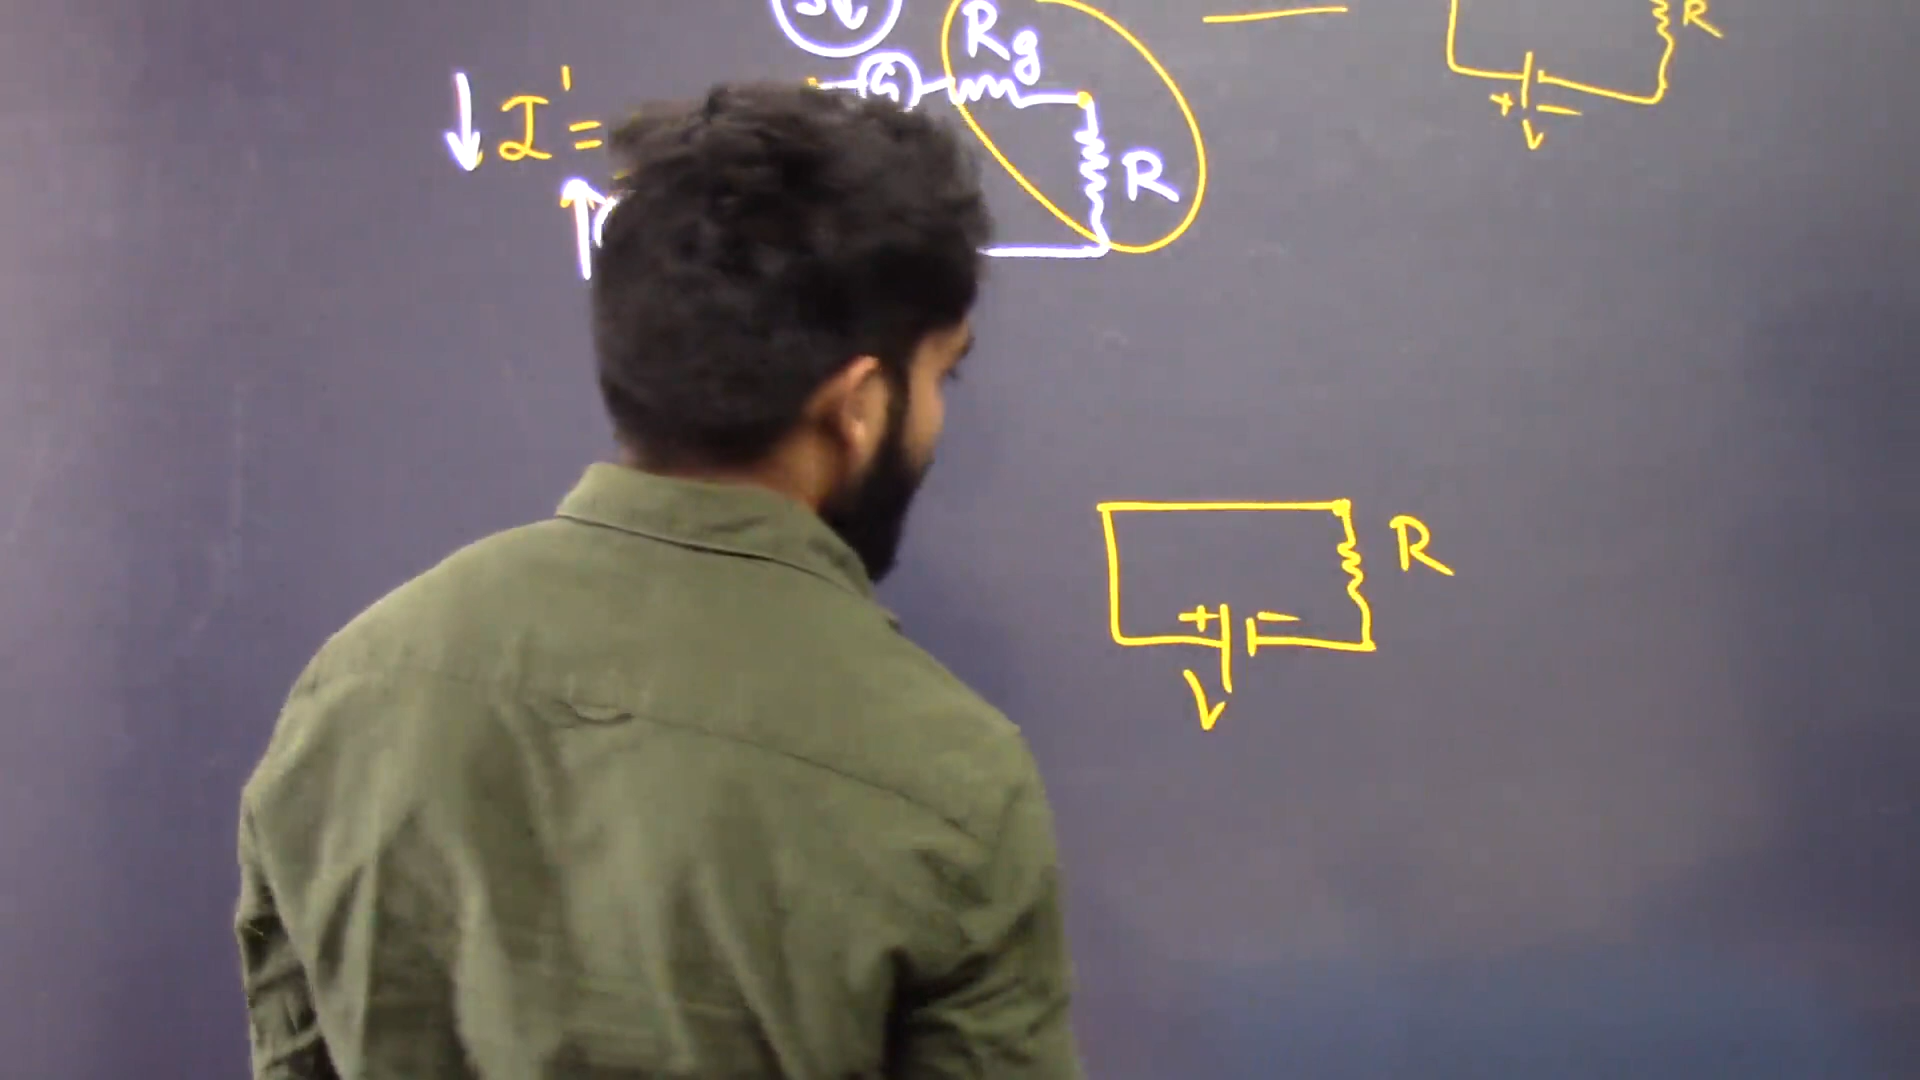 Rg
R
G
I' =
R
+ -
V
R
+ -
V